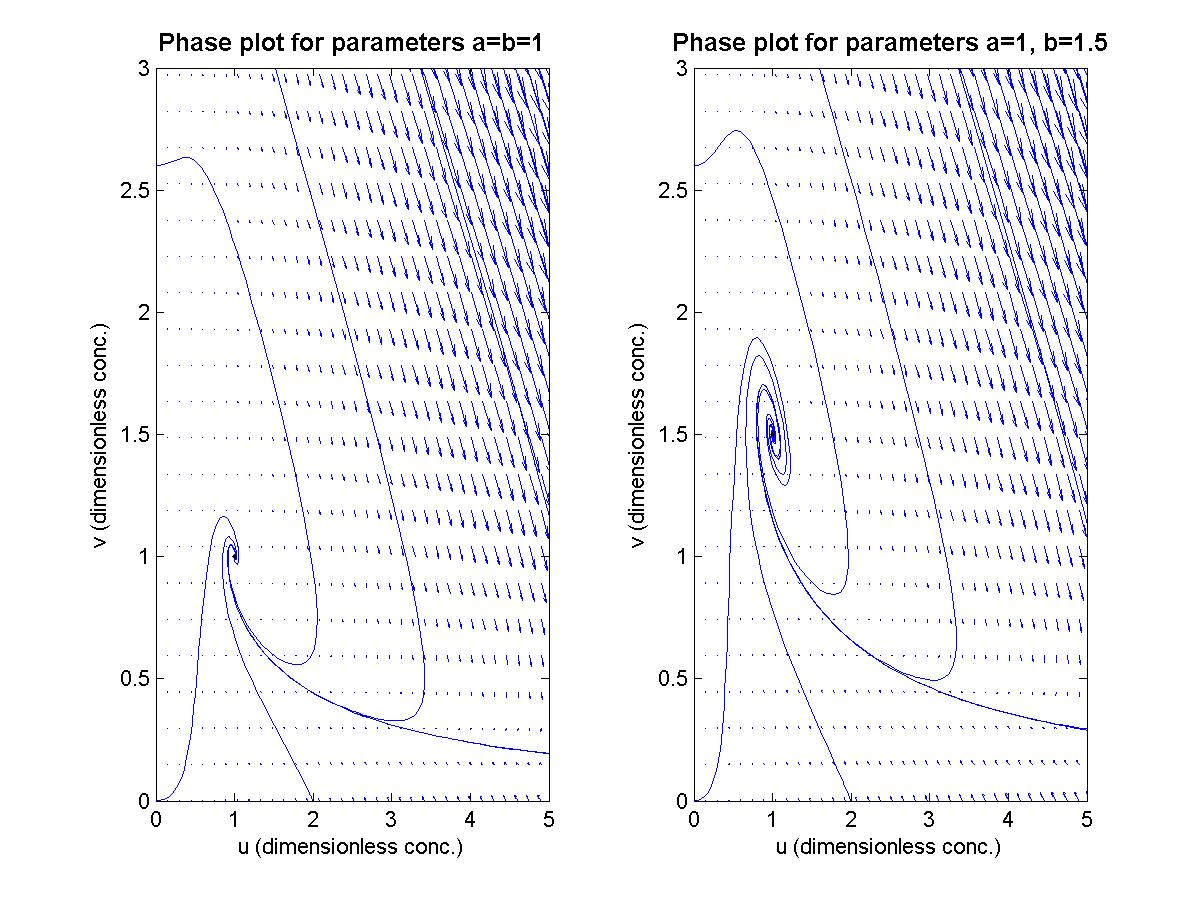 Phase plot for parameters a=b=1
3
2.5
2
1.5
1
0.5
0
0 1 2 3 4 5
v (dimensionless conc.)
u (dimensionless conc.)
Phase plot for parameters a=1, b=1.5
3
2.5
2
1.5
1
0.5
0
0 1 2 3 4 5
v (dimensionless conc.)
u (dimensionless conc.)